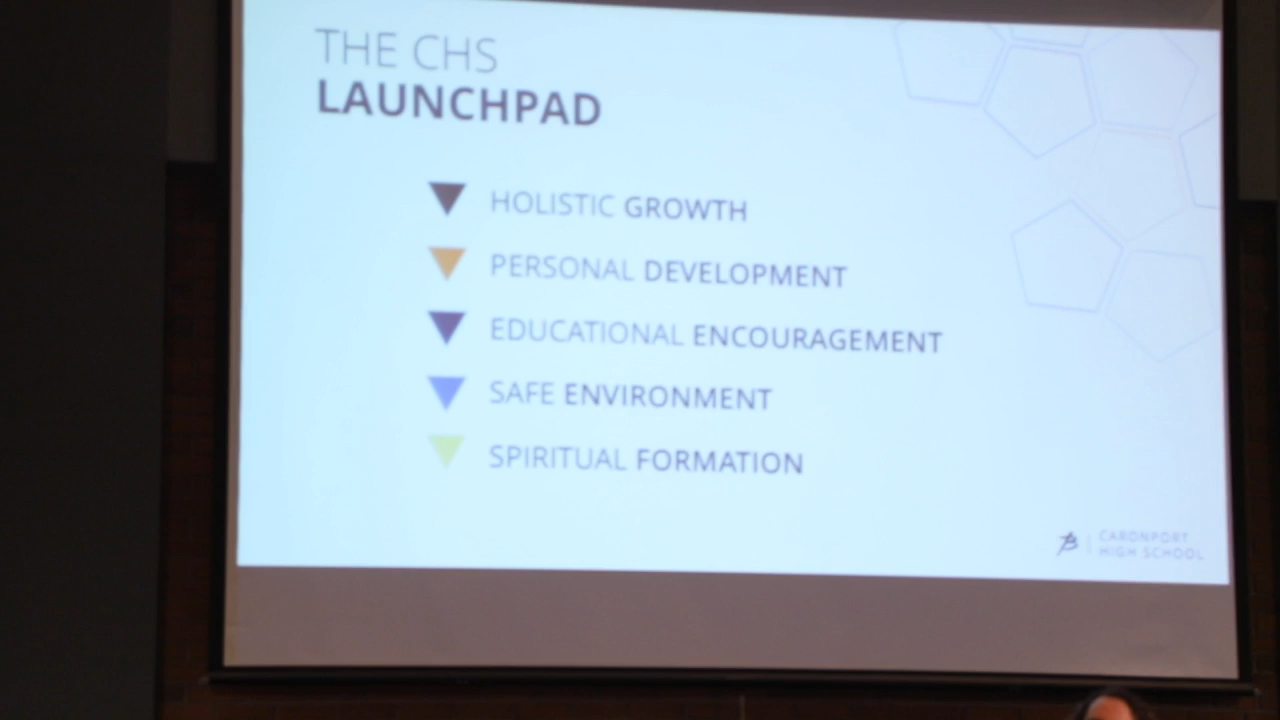 THE CHS
LAUNCHPAD
HOLISTIC GROWTH
PERSONAL DEVELOPMENT
EDUCATIONAL ENCOURAGEMENT
SAFE ENVIRONMENT
SPIRITUAL FORMATION
CARONPORT
HIGH SCHOOL